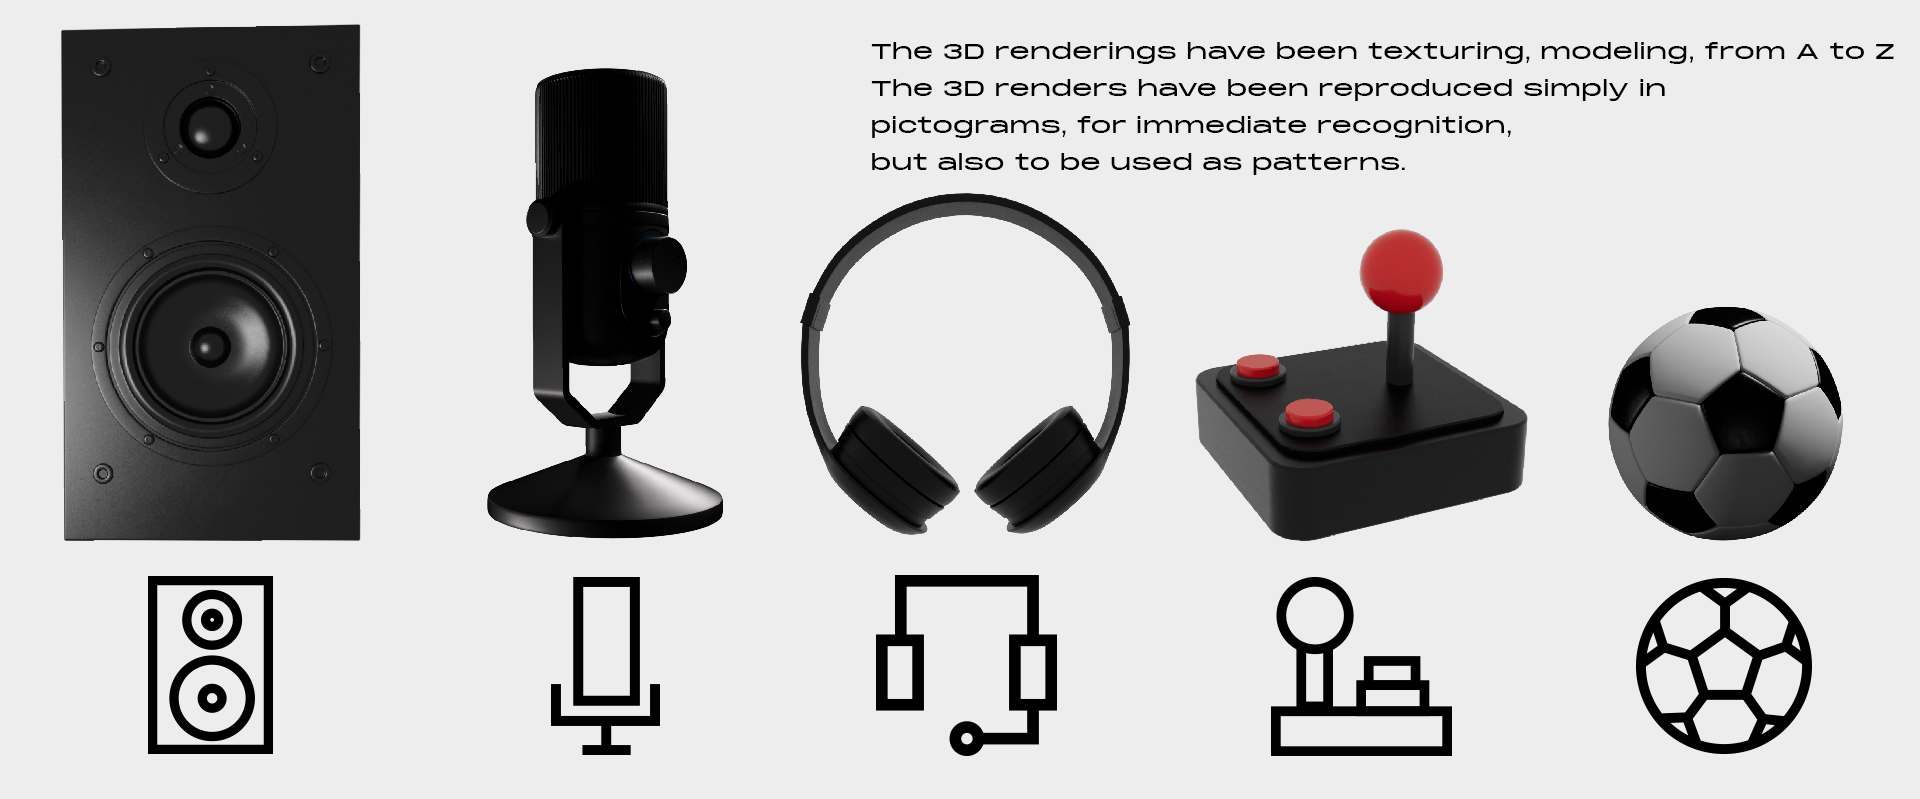 The 3D renderings have been texturing, modeling, from A to Z
The 3D renders have been reproduced simply in
pictograms, for immediate recognition,
but also to be used as patterns.